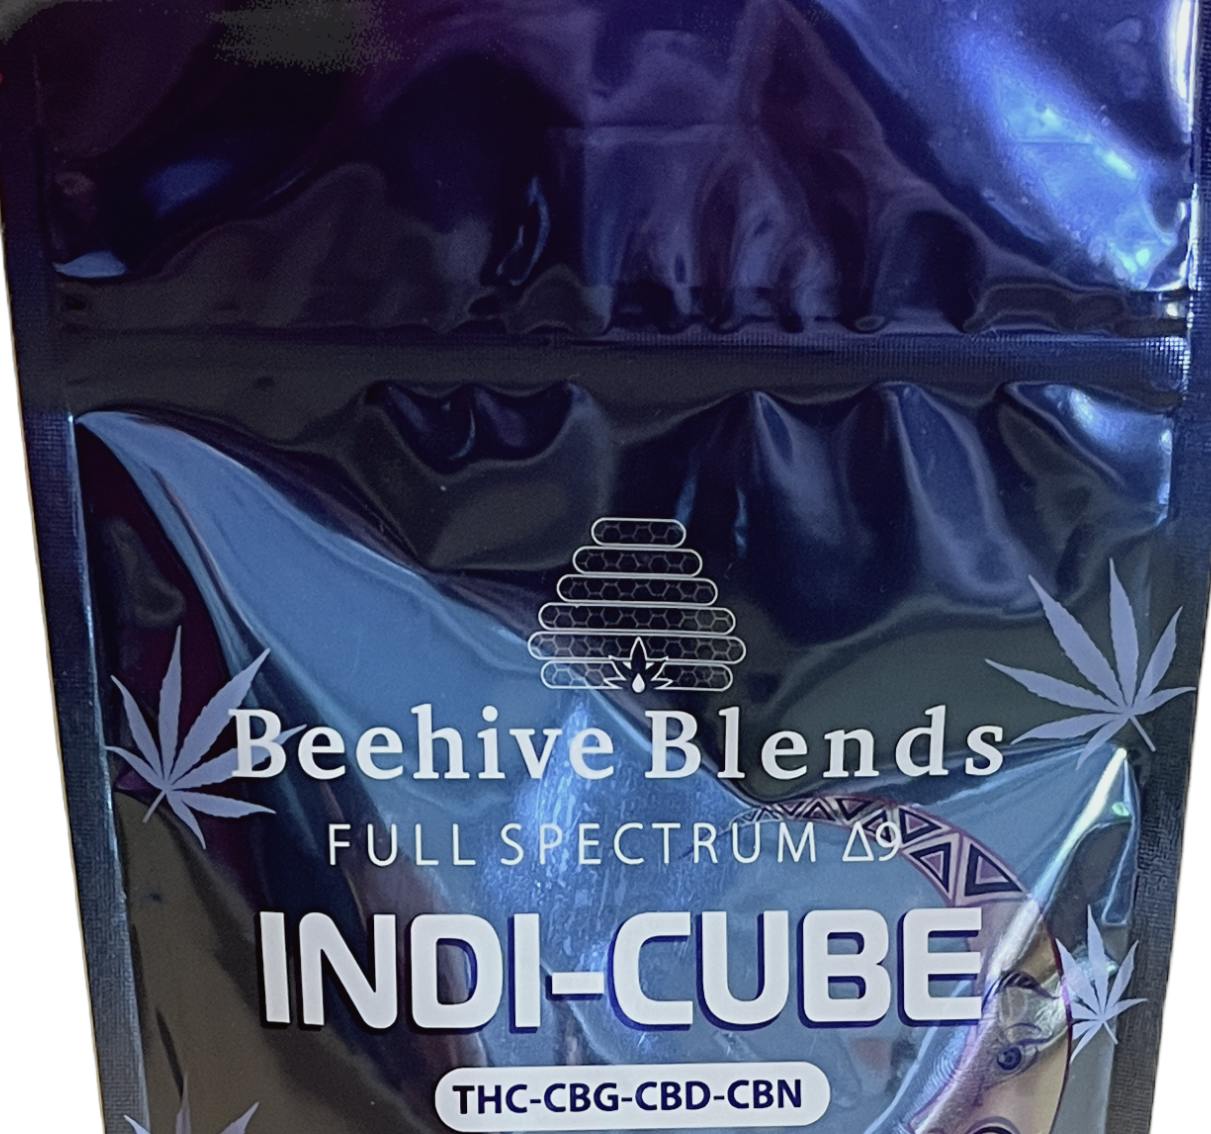 Beehive Blends
FULL SPECTRUM Δ9
INDI-CUBE
THC-CBG-CBD-CBN